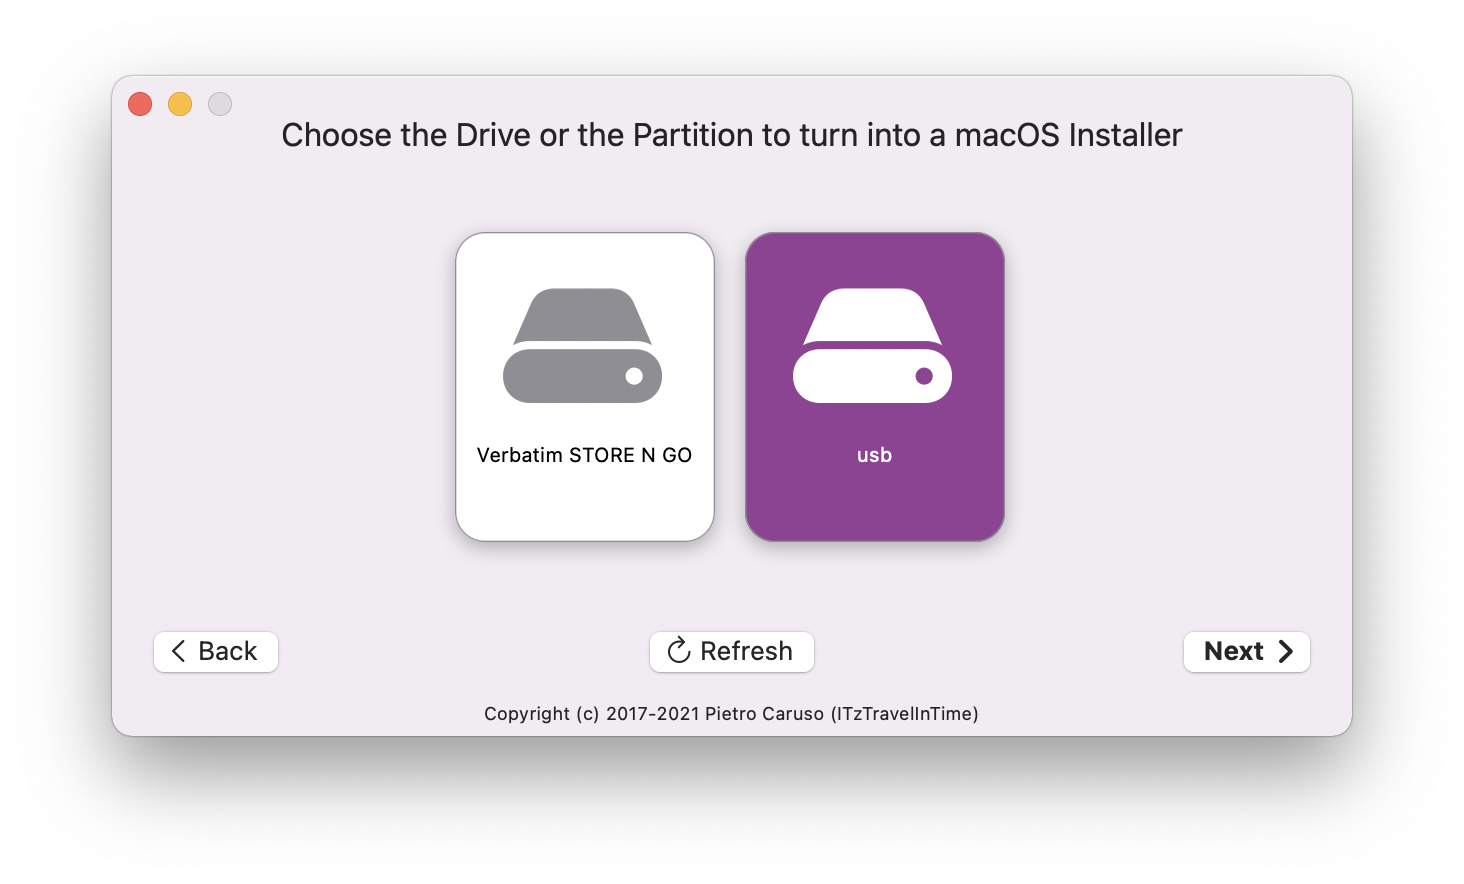 Choose the Drive or the Partition to turn into a macOS Installer
Verbatim STORE N GO
usb
Back
Refresh
Next
Copyright (c) 2017-2021 Pietro Caruso (ITzTravelInTime)